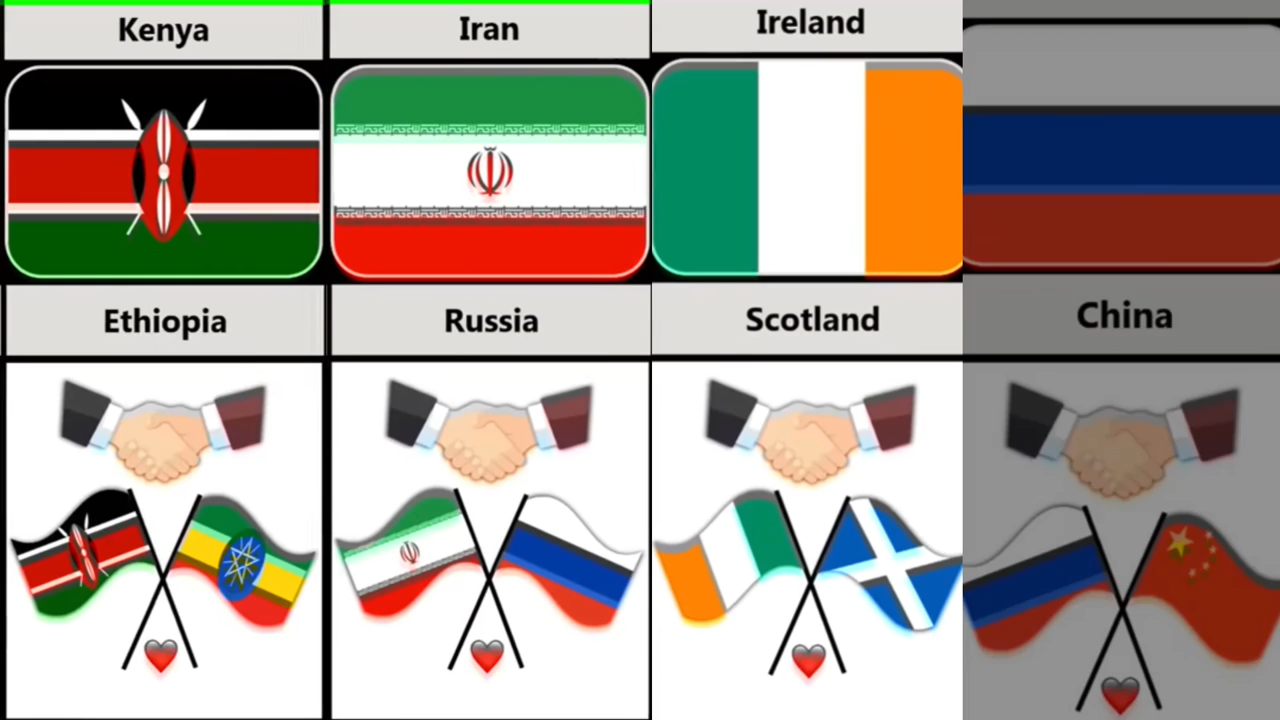 Kenya
Iran
Ireland
Ethiopia
Russia
Scotland
China